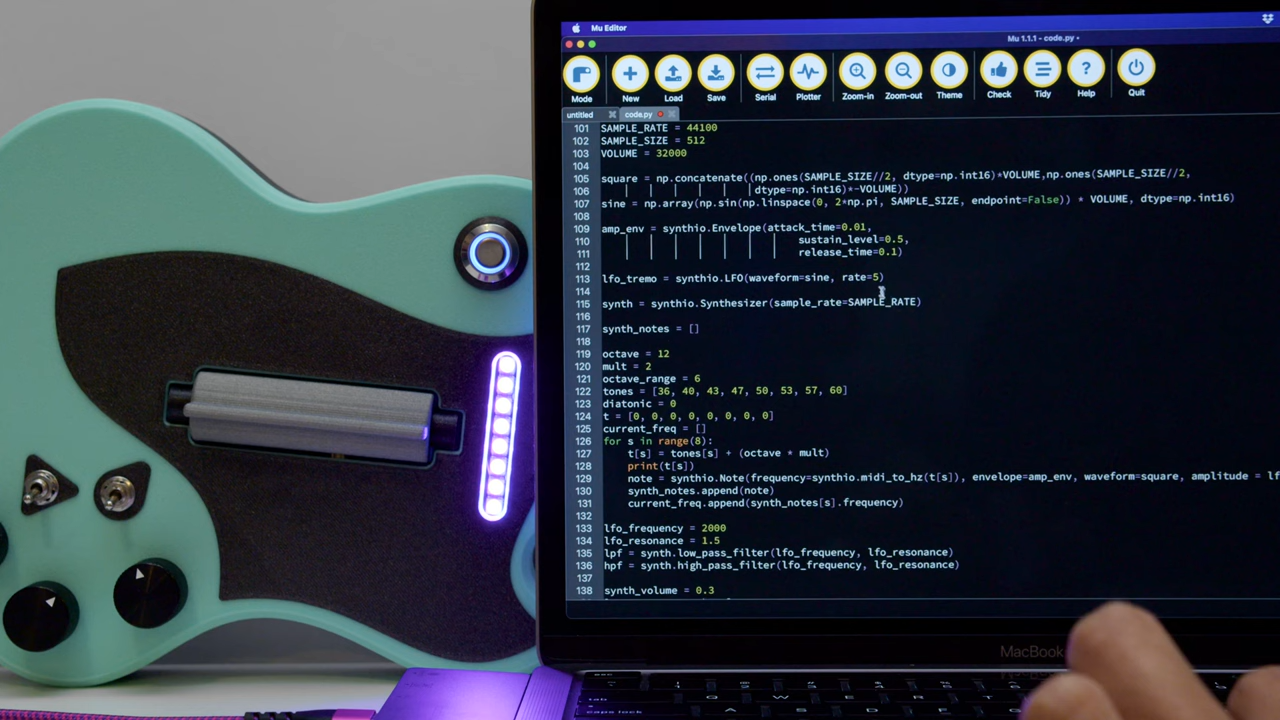 Mu Editor
Mu 1.1.1 - code.py •
Mode New Load Save Serial Plotter Zoom-in Zoom-out Theme Check Tidy Help Quit
untitled code.py
101 SAMPLE_RATE = 44100
102 SAMPLE_SIZE = 512
103 VOLUME = 32000
104
105 square = np.concatenate((np.ones(SAMPLE_SIZE//2, dtype=np.int16)*VOLUME,np.ones(SAMPLE_SIZE//2,
106 dtype=np.int16)*-VOLUME))
107 sine = np.array(np.sin(np.linspace(0, 2*np.pi, SAMPLE_SIZE, endpoint=False)) * VOLUME, dtype=np.int16)
108
109 amp_env = synthio.Envelope(attack_time=0.01,
110 sustain_level=0.5,
111 release_time=0.1)
112
113 lfo_tremo = synthio.LFO(waveform=sine, rate=5)
114
115 synth = synthio.Synthesizer(sample_rate=SAMPLE_RATE)
116
117 synth_notes = []
118
119 octave = 12
120 mult = 2
121 octave_range = 6
122 tones = [36, 40, 43, 47, 50, 53, 57, 60]
123 diatonic = 0
124 t = [0, 0, 0, 0, 0, 0, 0, 0]
125 current_freq = []
126 for s in range(8):
127 t[s] = tones[s] + (octave * mult)
128 print(t[s])
129 note = synthio.Note(frequency=synthio.midi_to_hz(t[s]), envelope=amp_env, waveform=square, amplitude = lf
130 synth_notes.append(note)
131 current_freq.append(synth_notes[s].frequency)
132
133 lfo_frequency = 2000
134 lfo_resonance = 1.5
135 lpf = synth.low_pass_filter(lfo_frequency, lfo_resonance)
136 hpf = synth.high_pass_filter(lfo_frequency, lfo_resonance)
137
138 synth_volume = 0.3
MacBook
esc
tab Q W E
caps lock A S D